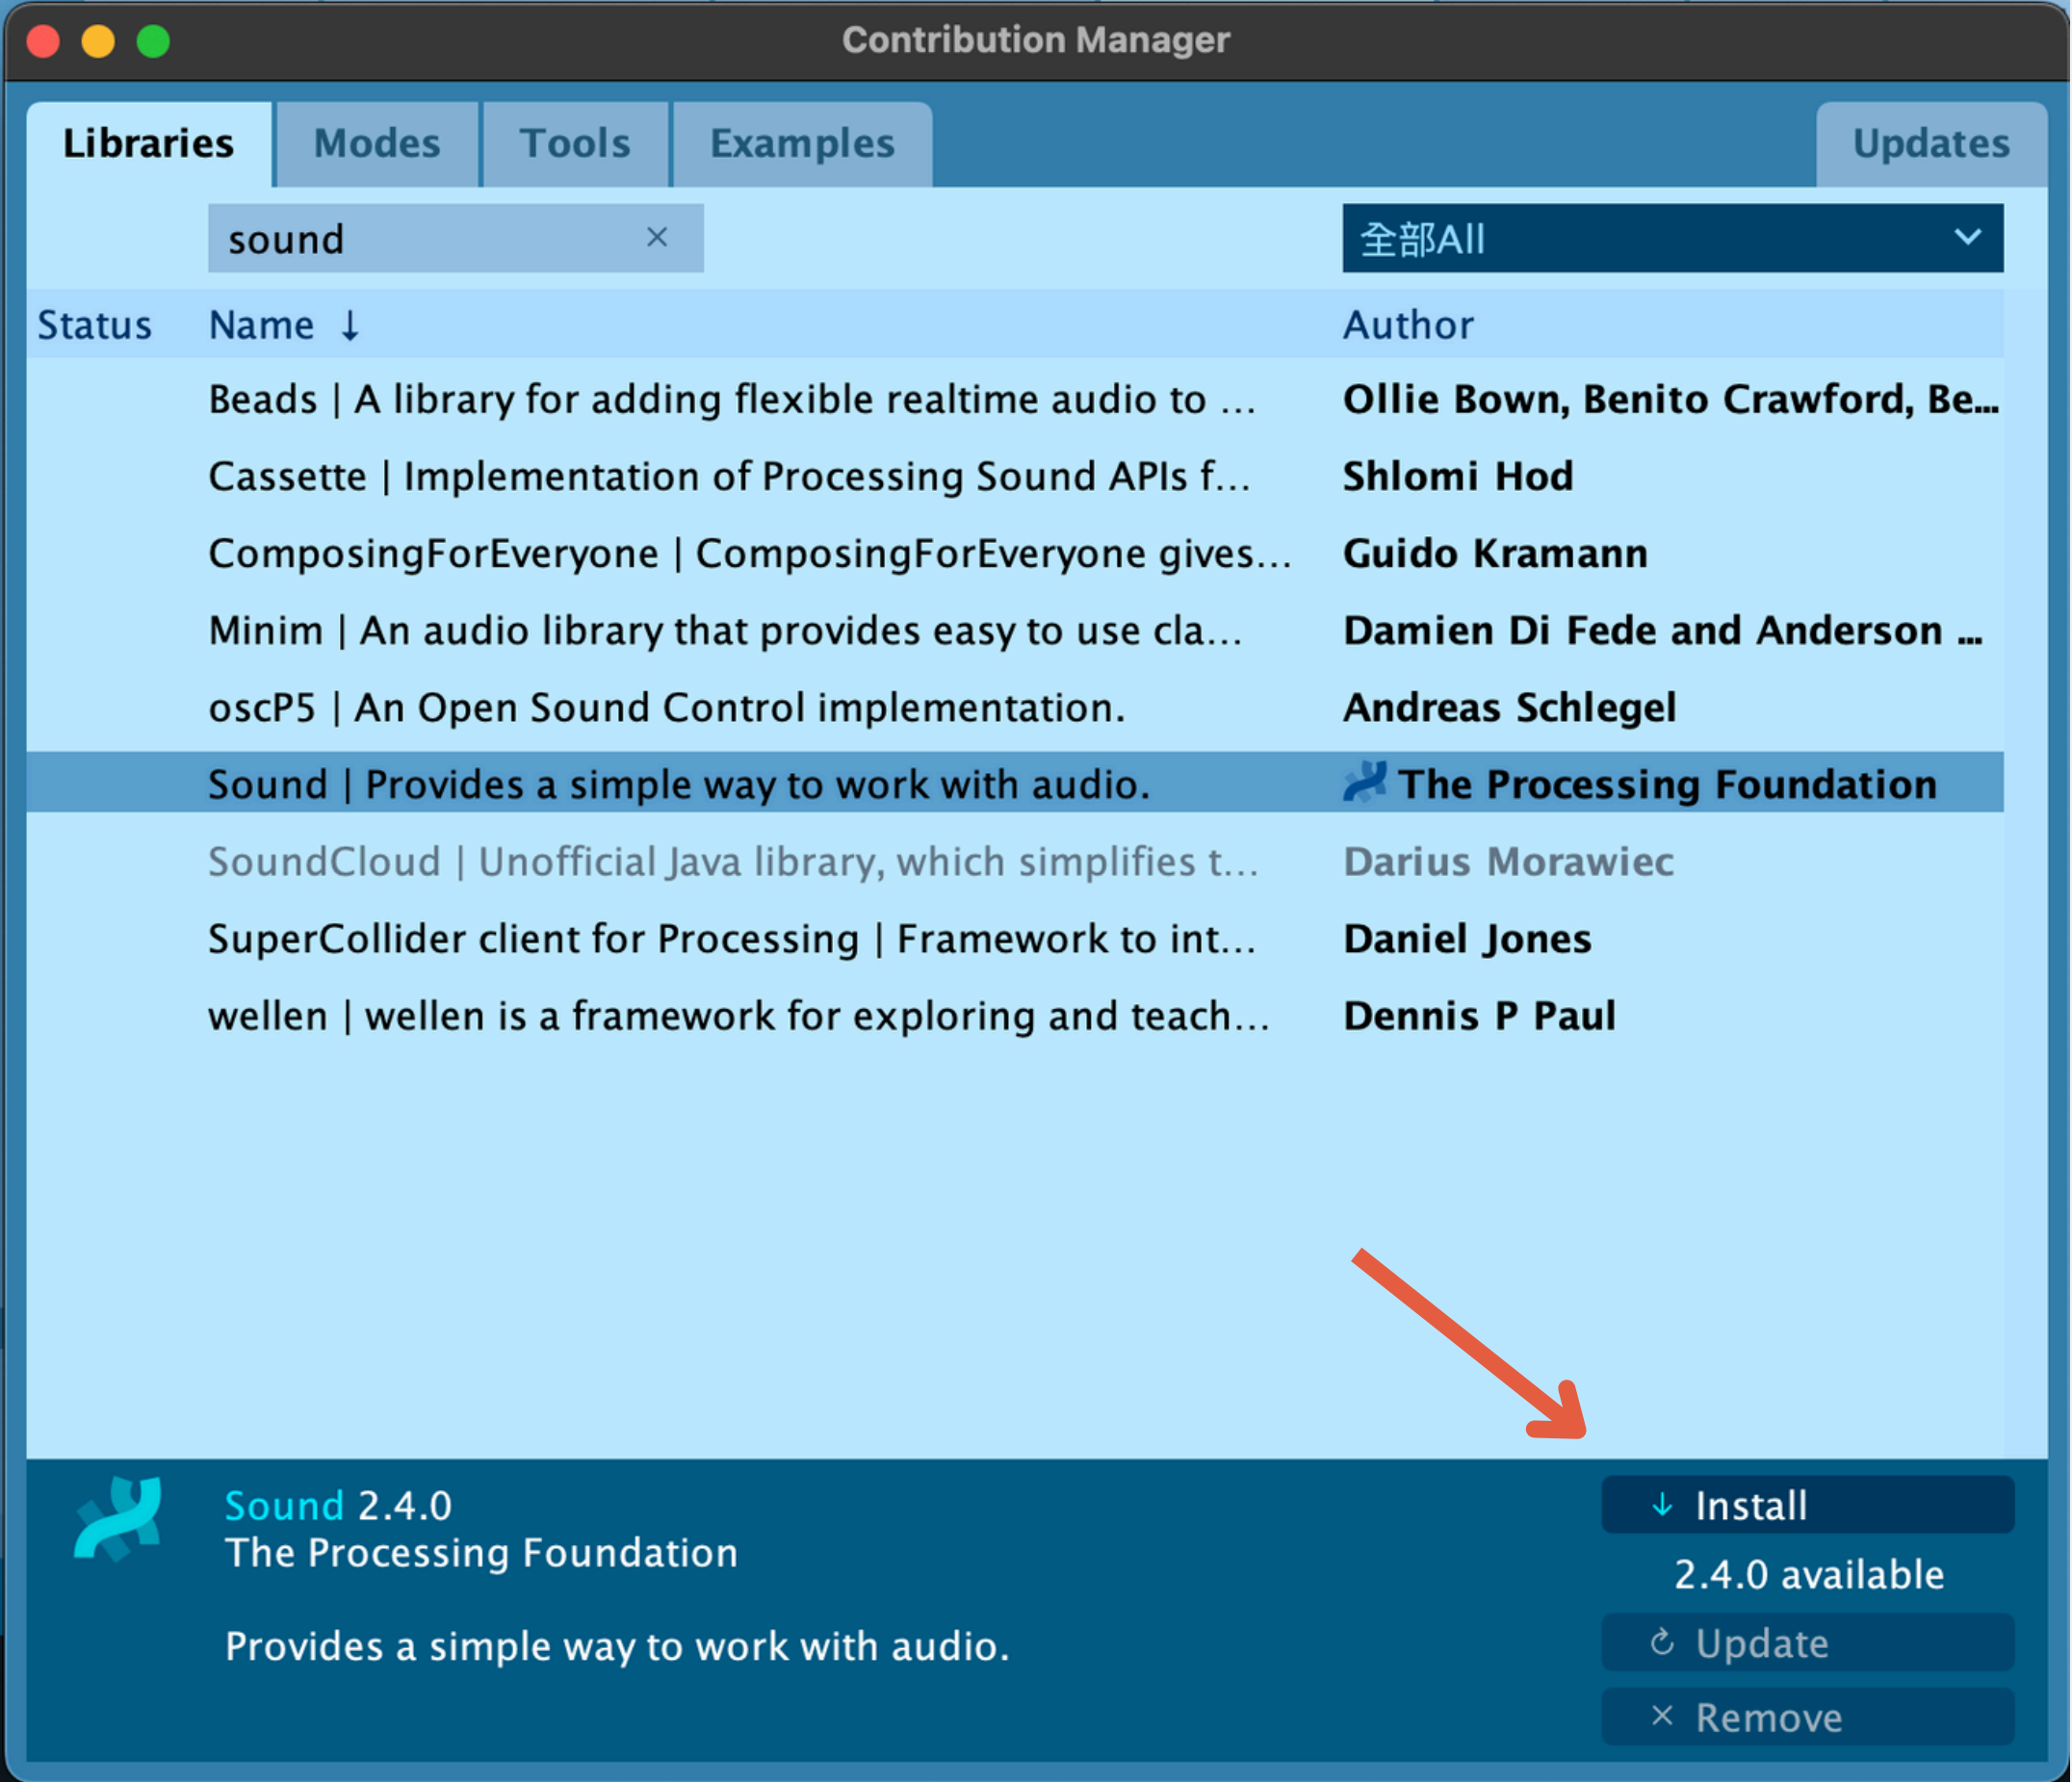 Contribution Manager
Libraries Modes Tools Examples Updates
sound × 全部All
Status Name ↓ Author
Beads | A library for adding flexible realtime audio to ... Ollie Bown, Benito Crawford, Be...
Cassette | Implementation of Processing Sound APIs f... Shlomi Hod
ComposingForEveryone | ComposingForEveryone gives... Guido Kramann
Minim | An audio library that provides easy to use cla... Damien Di Fede and Anderson ...
oscP5 | An Open Sound Control implementation. Andreas Schlegel
Sound | Provides a simple way to work with audio. The Processing Foundation
SoundCloud | Unofficial Java library, which simplifies t... Darius Morawiec
SuperCollider client for Processing | Framework to int... Daniel Jones
wellen | wellen is a framework for exploring and teach... Dennis P Paul
Sound 2.4.0
The Processing Foundation
Provides a simple way to work with audio.
↓ Install
2.4.0 available
Update
× Remove